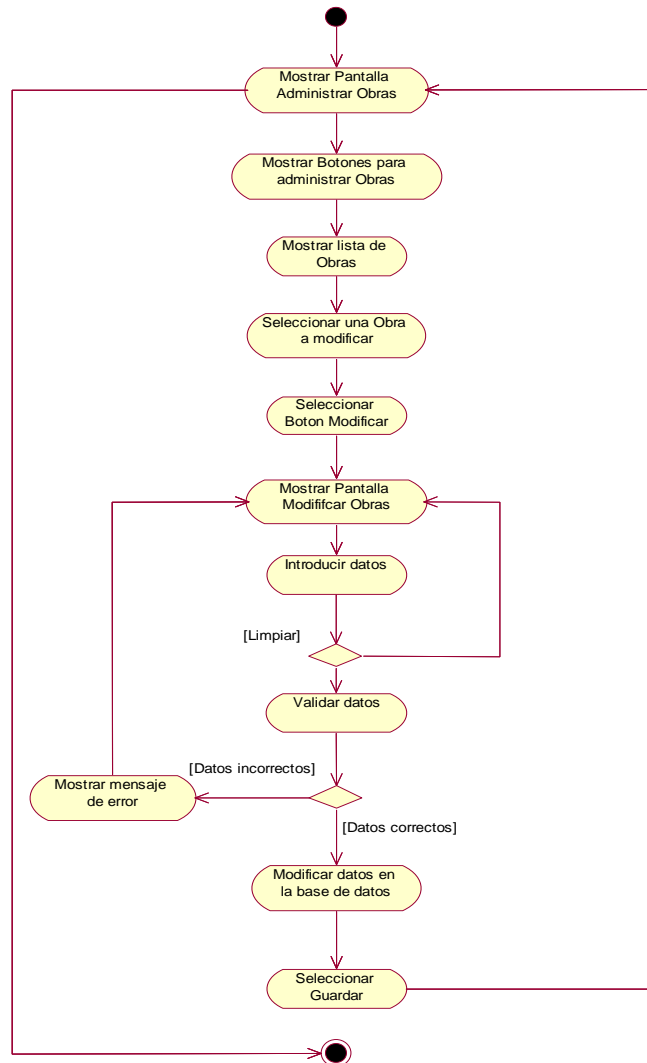 Mostrar Pantalla
Administrar Obras
Mostrar Botones para
administrar Obras
Mostrar lista de
Obras
Seleccionar una Obra
a modificar
Seleccionar
Boton Modificar
Mostrar Pantalla
Modififcar Obras
Introducir datos
[Limpiar]
Validar datos
[Datos incorrectos]
Mostrar mensaje
de error
[Datos correctos]
Modificar datos en
la base de datos
Seleccionar
Guardar